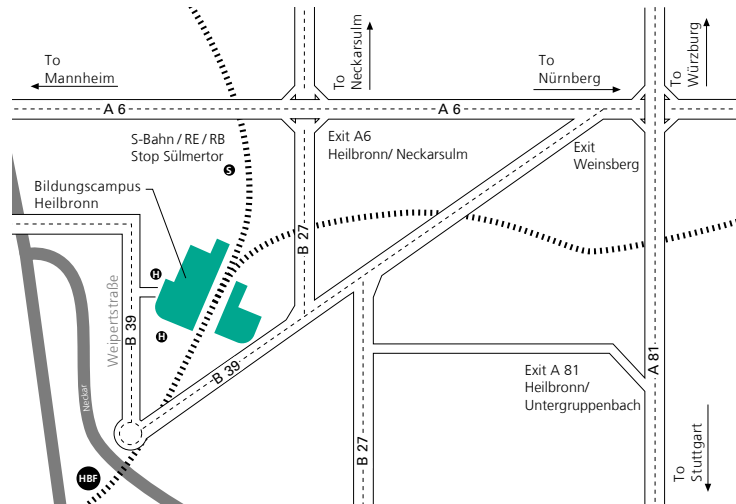 To
Mannheim
To
Neckarsulm
To
Nürnberg
To
Würzburg
A 6
A 6
S-Bahn / RE / RB
Stop Sülmertor
S
Exit A6
Heilbronn/ Neckarsulm
Exit
Weinsberg
Bildungscampus
Heilbronn
B 27
H
H
Weipertstraße
B 39
B 39
Neckar
A 81
Exit A 81
Heilbronn/
Untergruppenbach
B 27
To
Stuttgart
HBF